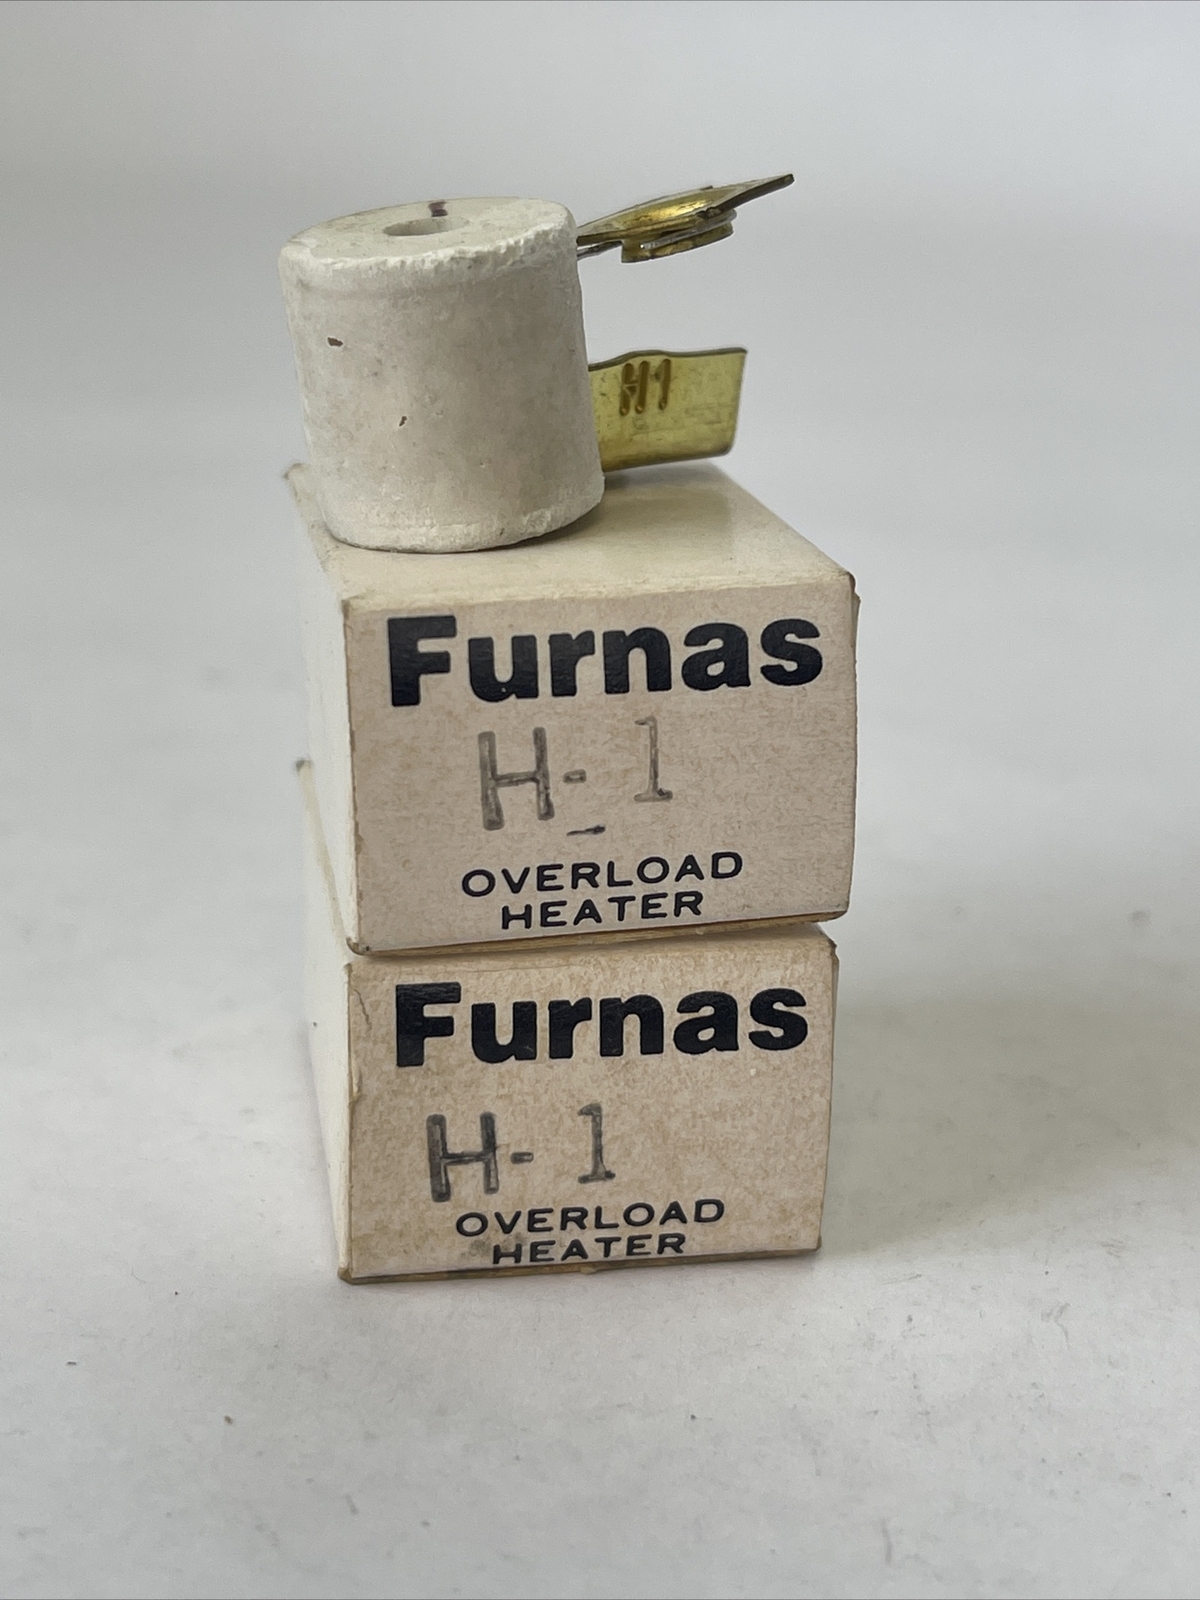 H1
Furnas
H-1
OVERLOAD
HEATER
Furnas
H-1
OVERLOAD
HEATER